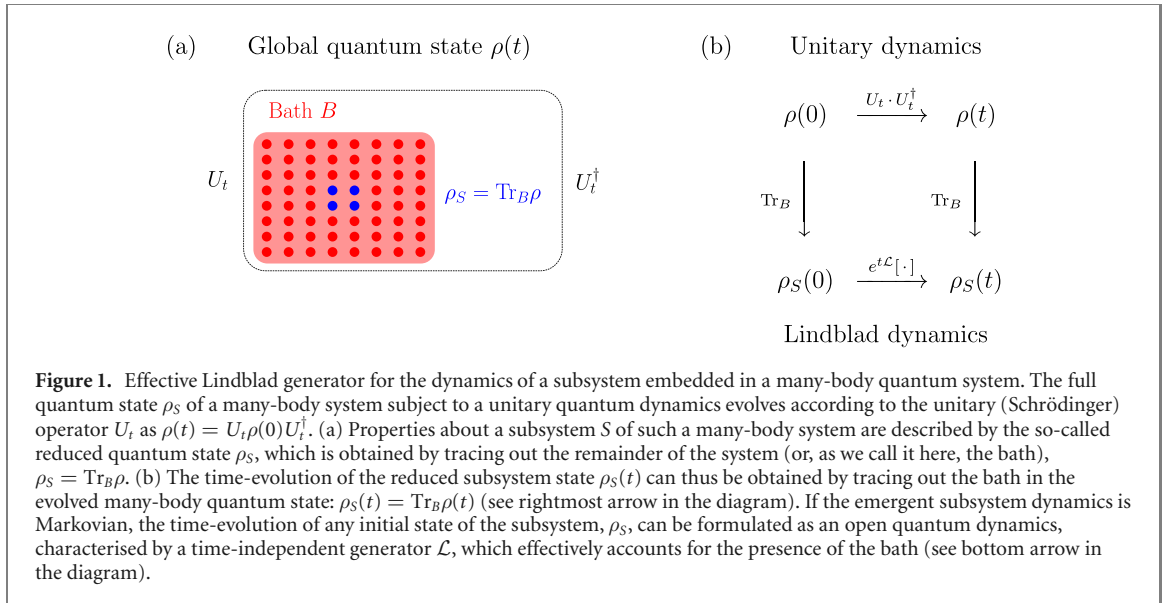 (a) Global quantum state ρ(t)
Bath B
U_t
ρ_S = Tr_Bρ
U_t^†
(b) Unitary dynamics
ρ(0) U_t · U_t^† ρ(t)
Tr_B Tr_B
ρ_S(0) e^{tℒ}[ · ] ρ_S(t)
Lindblad dynamics
Figure 1. Effective Lindblad generator for the dynamics of a subsystem embedded in a many-body quantum system. The full
quantum state ρ_S of a many-body system subject to a unitary quantum dynamics evolves according to the unitary (Schrödinger)
operator U_t as ρ(t) = U_tρ(0)U_t^†. (a) Properties about a subsystem S of such a many-body system are described by the so-called
reduced quantum state ρ_S, which is obtained by tracing out the remainder of the system (or, as we call it here, the bath),
ρ_S = Tr_Bρ. (b) The time-evolution of the reduced subsystem state ρ_S(t) can thus be obtained by tracing out the bath in the
evolved many-body quantum state: ρ_S(t) = Tr_Bρ(t) (see rightmost arrow in the diagram). If the emergent subsystem dynamics is
Markovian, the time-evolution of any initial state of the subsystem, ρ_S, can be formulated as an open quantum dynamics,
characterised by a time-independent generator ℒ, which effectively accounts for the presence of the bath (see bottom arrow in
the diagram).